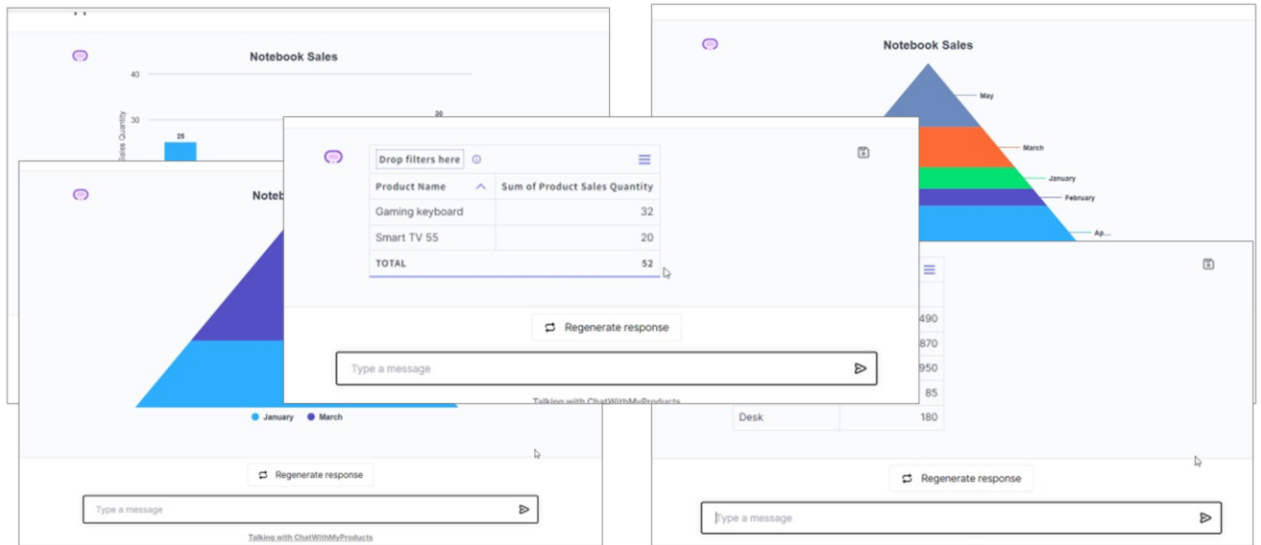 Notebook Sales
40
30
Sales Quantity
25
30
Notebook Sales
May
March
January
February
Ap...
Noteb
January March
Regenerate response
Type a message
Talking with ChatWithMyProducts
Drop filters here
Product Name Sum of Product Sales Quantity
Gaming keyboard 32
Smart TV 55 20
TOTAL 52
Regenerate response
Type a message
Talking with ChatWithMyProducts
490
870
950
85
Desk 180
Regenerate response
Type a message